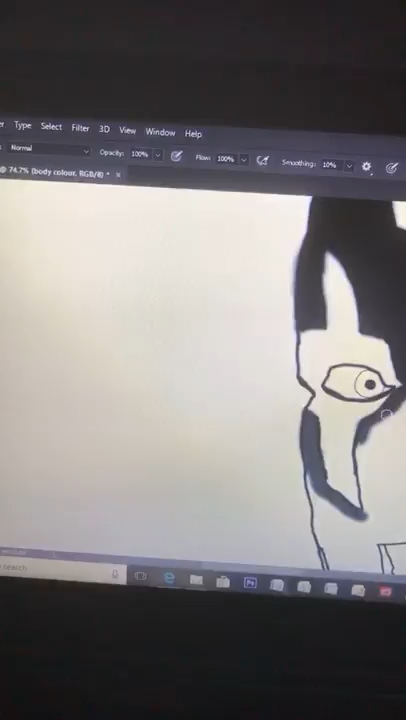 Type Select Filter 3D View Window Help
Normal Opacity: 100% Flow: 100% Smoothing: 10%
@ 74.7% (body colour, RGB/8) * ×
search
Ps